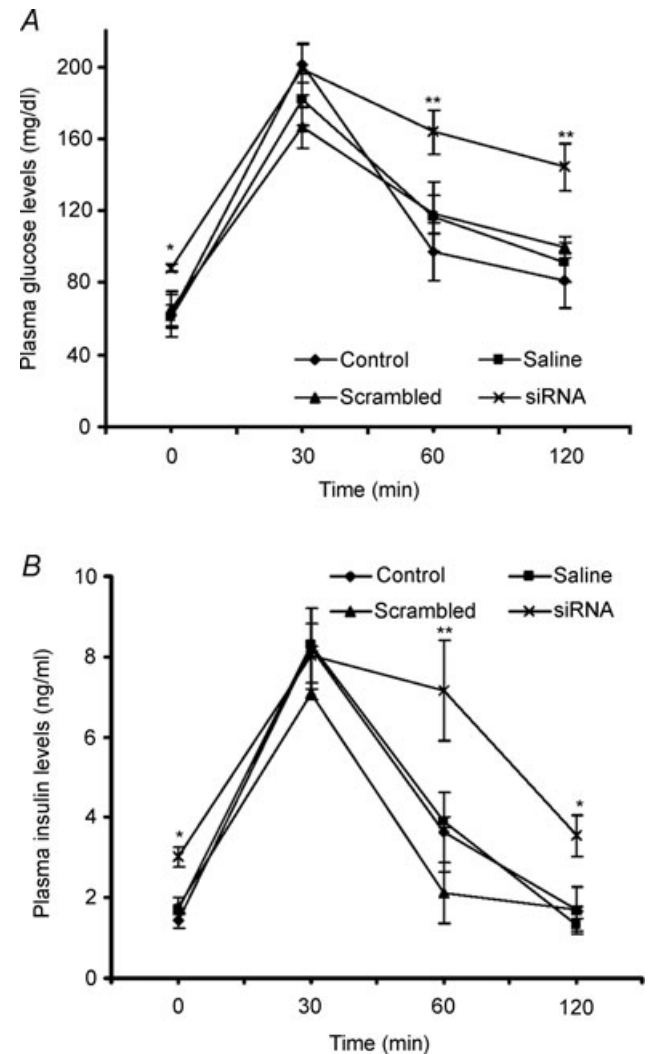 A
Plasma glucose levels (mg/dl)
200
160
120
80
40
0
*
**
**
Control
Saline
Scrambled
siRNA
0 30 60 120
Time (min)
B
Plasma insulin levels (ng/ml)
10
8
6
4
2
0
Control
Saline
Scrambled
siRNA
*
**
*
0 30 60 120
Time (min)